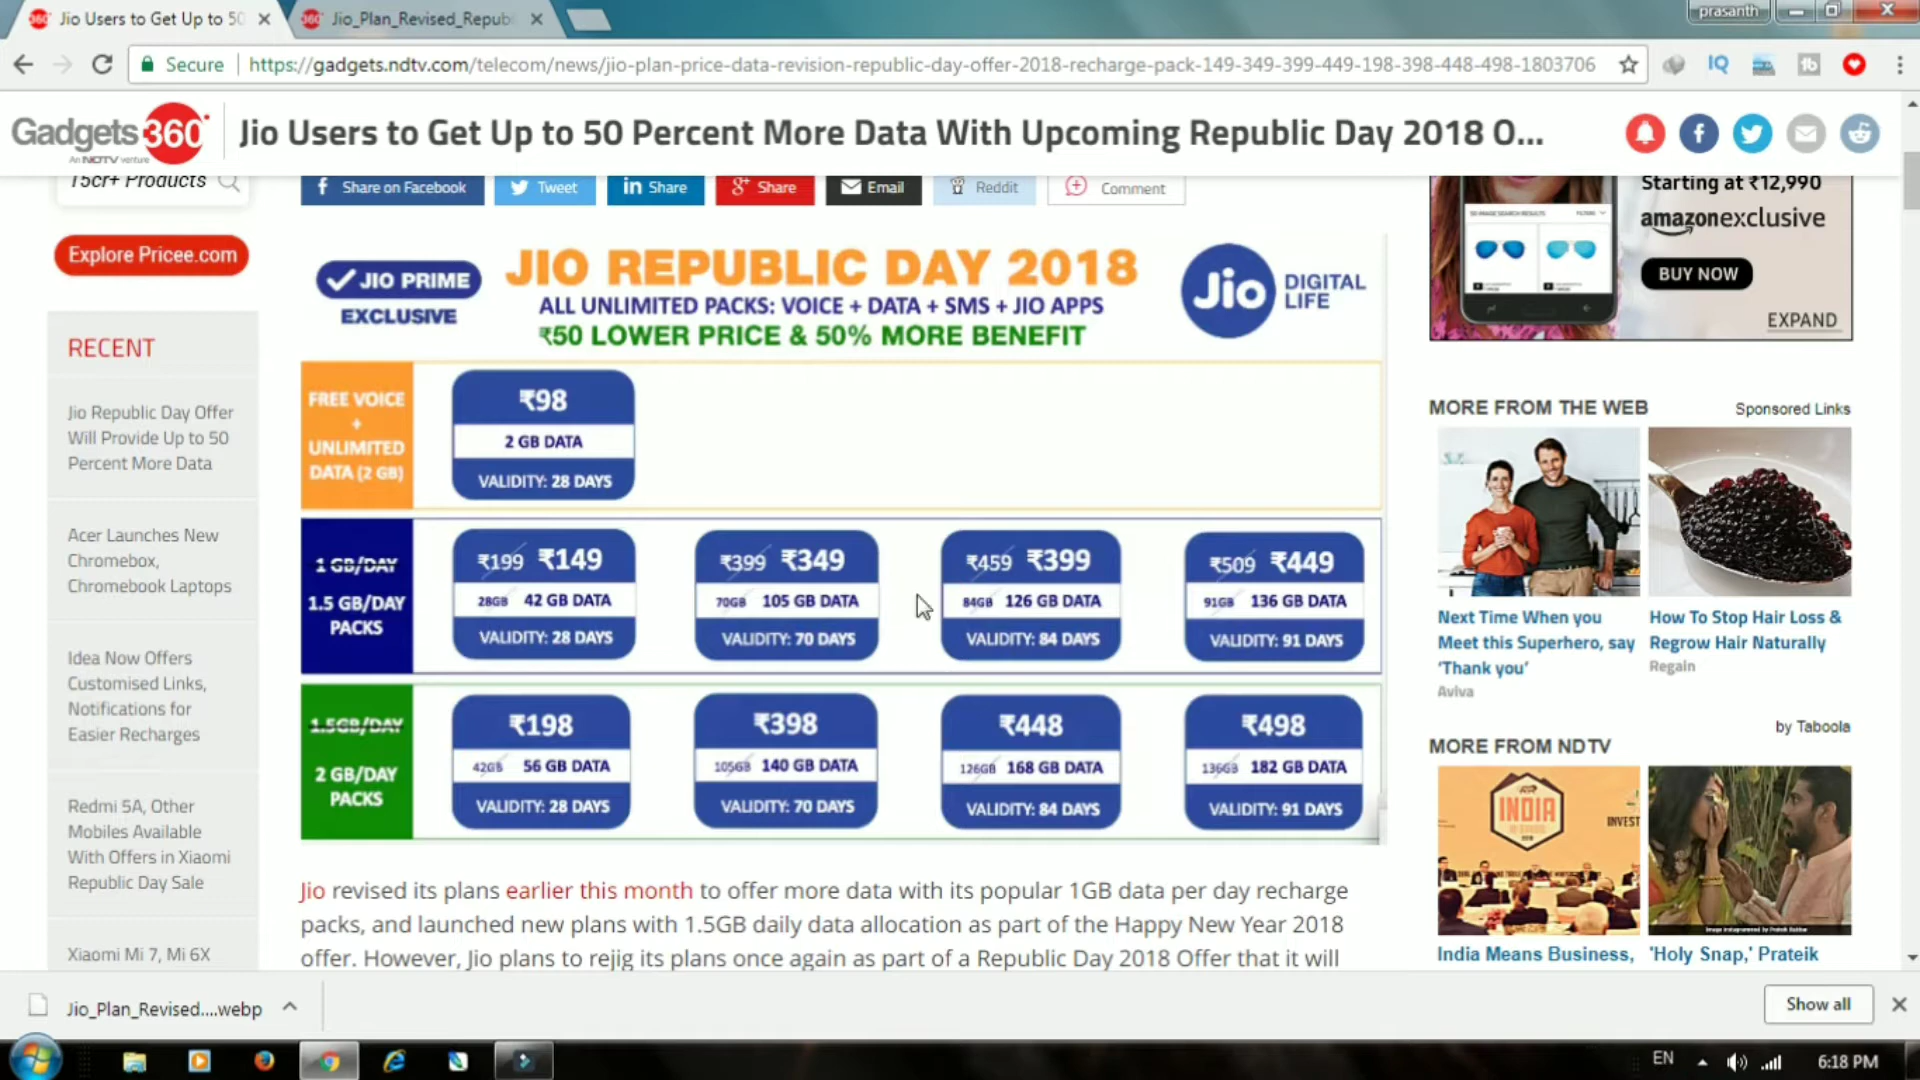 Jio Users to Get Up to 50
Jio_Plan_Revised_Republ
prasanth
Secure
https://gadgets.ndtv.com/telecom/news/jio-plan-price-data-revision-republic-day-offer-2018-recharge-pack-149-349-399-449-198-398-448-498-1803706
IQ
Gadgets 360°
An NDTV venture
Jio Users to Get Up to 50 Percent More Data With Upcoming Republic Day 2018 O...
15cr+ Products
Share on Facebook
Tweet
in Share
g+ Share
Email
Reddit
Comment
Explore Pricee.com
RECENT
Jio Republic Day Offer
Will Provide Up to 50
Percent More Data
Acer Launches New
Chromebox,
Chromebook Laptops
Idea Now Offers
Customised Links,
Notifications for
Easier Recharges
Redmi 5A, Other
Mobiles Available
With Offers in Xiaomi
Republic Day Sale
Xiaomi Mi 7, Mi 6X
JIO PRIME
EXCLUSIVE
JIO REPUBLIC DAY 2018
ALL UNLIMITED PACKS: VOICE + DATA + SMS + JIO APPS
₹50 LOWER PRICE & 50% MORE BENEFIT
Jio
DIGITAL
LIFE
FREE VOICE
+
UNLIMITED
DATA (2 GB)
₹98
2 GB DATA
VALIDITY: 28 DAYS
1 GB/DAY
1.5 GB/DAY
PACKS
₹199 ₹149
28GB 42 GB DATA
VALIDITY: 28 DAYS
₹399 ₹349
70GB 105 GB DATA
VALIDITY: 70 DAYS
₹459 ₹399
84GB 126 GB DATA
VALIDITY: 84 DAYS
₹509 ₹449
91GB 136 GB DATA
VALIDITY: 91 DAYS
1.5GB/DAY
2 GB/DAY
PACKS
₹198
42GB 56 GB DATA
VALIDITY: 28 DAYS
₹398
105GB 140 GB DATA
VALIDITY: 70 DAYS
₹448
126GB 168 GB DATA
VALIDITY: 84 DAYS
₹498
136GB 182 GB DATA
VALIDITY: 91 DAYS
Jio revised its plans earlier this month to offer more data with its popular 1GB data per day recharge
packs, and launched new plans with 1.5GB daily data allocation as part of the Happy New Year 2018
offer. However, Jio plans to rejig its plans once again as part of a Republic Day 2018 Offer that it will
Starting at ₹12,990
amazonexclusive
BUY NOW
EXPAND
MORE FROM THE WEB
Sponsored Links
Next Time When you
Meet this Superhero, say
‘Thank you’
Aviva
How To Stop Hair Loss &
Regrow Hair Naturally
Regain
by Taboola
MORE FROM NDTV
INDIA
INVEST
India Means Business,
'Holy Snap,' Prateik
Jio_Plan_Revised....webp
Show all
EN
6:18 PM